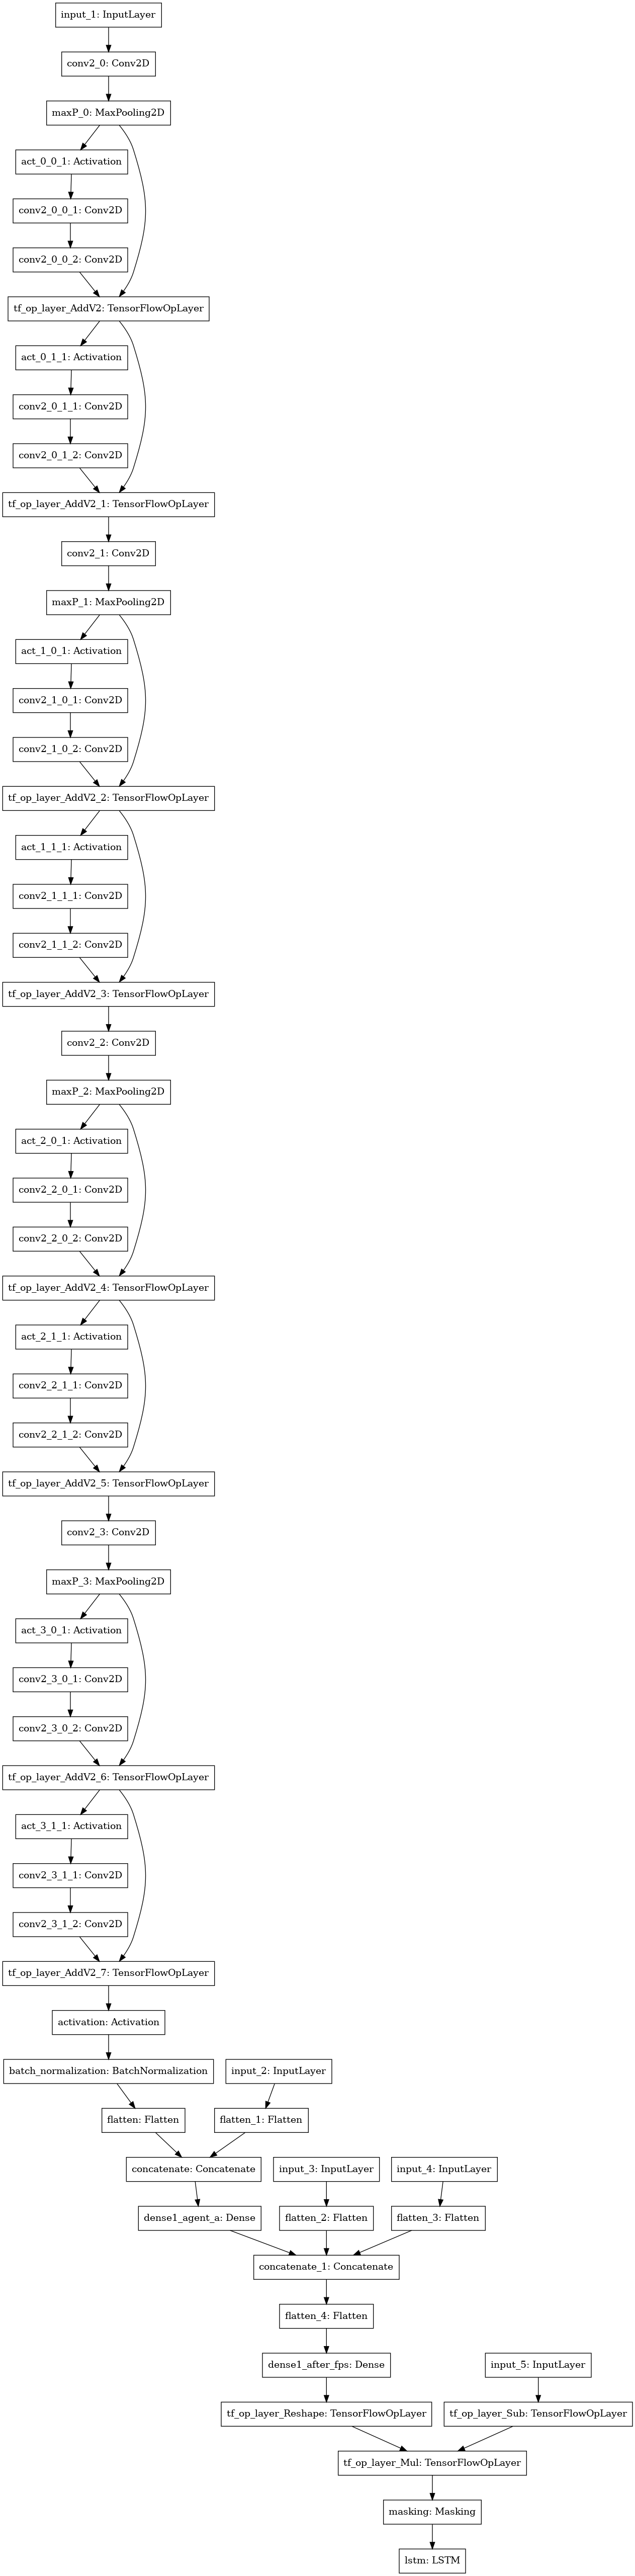 input_1: InputLayer
conv2_0: Conv2D
maxP_0: MaxPooling2D
act_0_0_1: Activation
conv2_0_0_1: Conv2D
conv2_0_0_2: Conv2D
tf_op_layer_AddV2: TensorFlowOpLayer
act_0_1_1: Activation
conv2_0_1_1: Conv2D
conv2_0_1_2: Conv2D
tf_op_layer_AddV2_1: TensorFlowOpLayer
conv2_1: Conv2D
maxP_1: MaxPooling2D
act_1_0_1: Activation
conv2_1_0_1: Conv2D
conv2_1_0_2: Conv2D
tf_op_layer_AddV2_2: TensorFlowOpLayer
act_1_1_1: Activation
conv2_1_1_1: Conv2D
conv2_1_1_2: Conv2D
tf_op_layer_AddV2_3: TensorFlowOpLayer
conv2_2: Conv2D
maxP_2: MaxPooling2D
act_2_0_1: Activation
conv2_2_0_1: Conv2D
conv2_2_0_2: Conv2D
tf_op_layer_AddV2_4: TensorFlowOpLayer
act_2_1_1: Activation
conv2_2_1_1: Conv2D
conv2_2_1_2: Conv2D
tf_op_layer_AddV2_5: TensorFlowOpLayer
conv2_3: Conv2D
maxP_3: MaxPooling2D
act_3_0_1: Activation
conv2_3_0_1: Conv2D
conv2_3_0_2: Conv2D
tf_op_layer_AddV2_6: TensorFlowOpLayer
act_3_1_1: Activation
conv2_3_1_1: Conv2D
conv2_3_1_2: Conv2D
tf_op_layer_AddV2_7: TensorFlowOpLayer
activation: Activation
batch_normalization: BatchNormalization
input_2: InputLayer
flatten: Flatten
flatten_1: Flatten
concatenate: Concatenate
input_3: InputLayer
input_4: InputLayer
dense1_agent_a: Dense
flatten_2: Flatten
flatten_3: Flatten
concatenate_1: Concatenate
flatten_4: Flatten
dense1_after_fps: Dense
input_5: InputLayer
tf_op_layer_Reshape: TensorFlowOpLayer
tf_op_layer_Sub: TensorFlowOpLayer
tf_op_layer_Mul: TensorFlowOpLayer
masking: Masking
lstm: LSTM